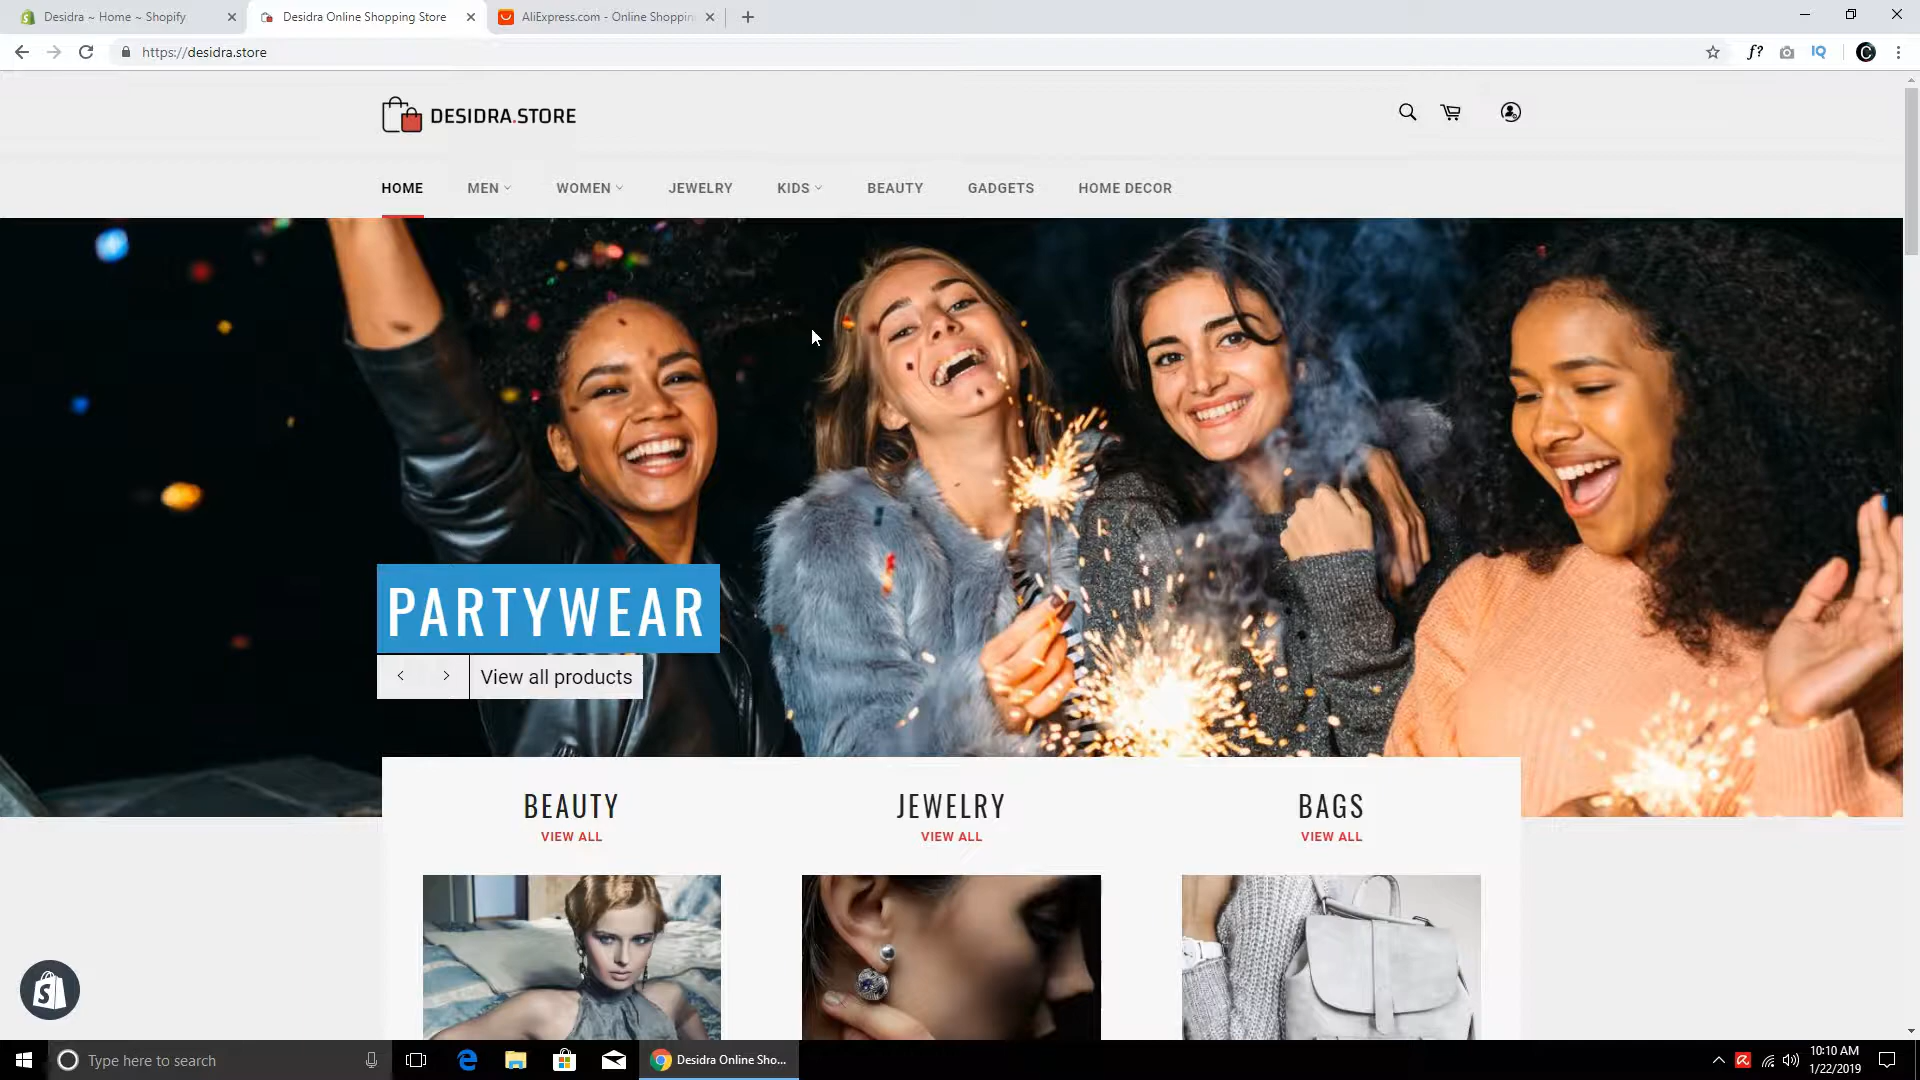 Desidra ~ Home ~ Shopify
Desidra Online Shopping Store
AliExpress.com - Online Shoppin
https://desidra.store
f?
IQ
C
DESIDRA.STORE
HOME
MEN
WOMEN
JEWELRY
KIDS
BEAUTY
GADGETS
HOME DECOR
PARTYWEAR
View all products
BEAUTY
JEWELRY
BAGS
VIEW ALL
VIEW ALL
VIEW ALL
Type here to search
Desidra Online Sho...
10:10 AM
1/22/2019